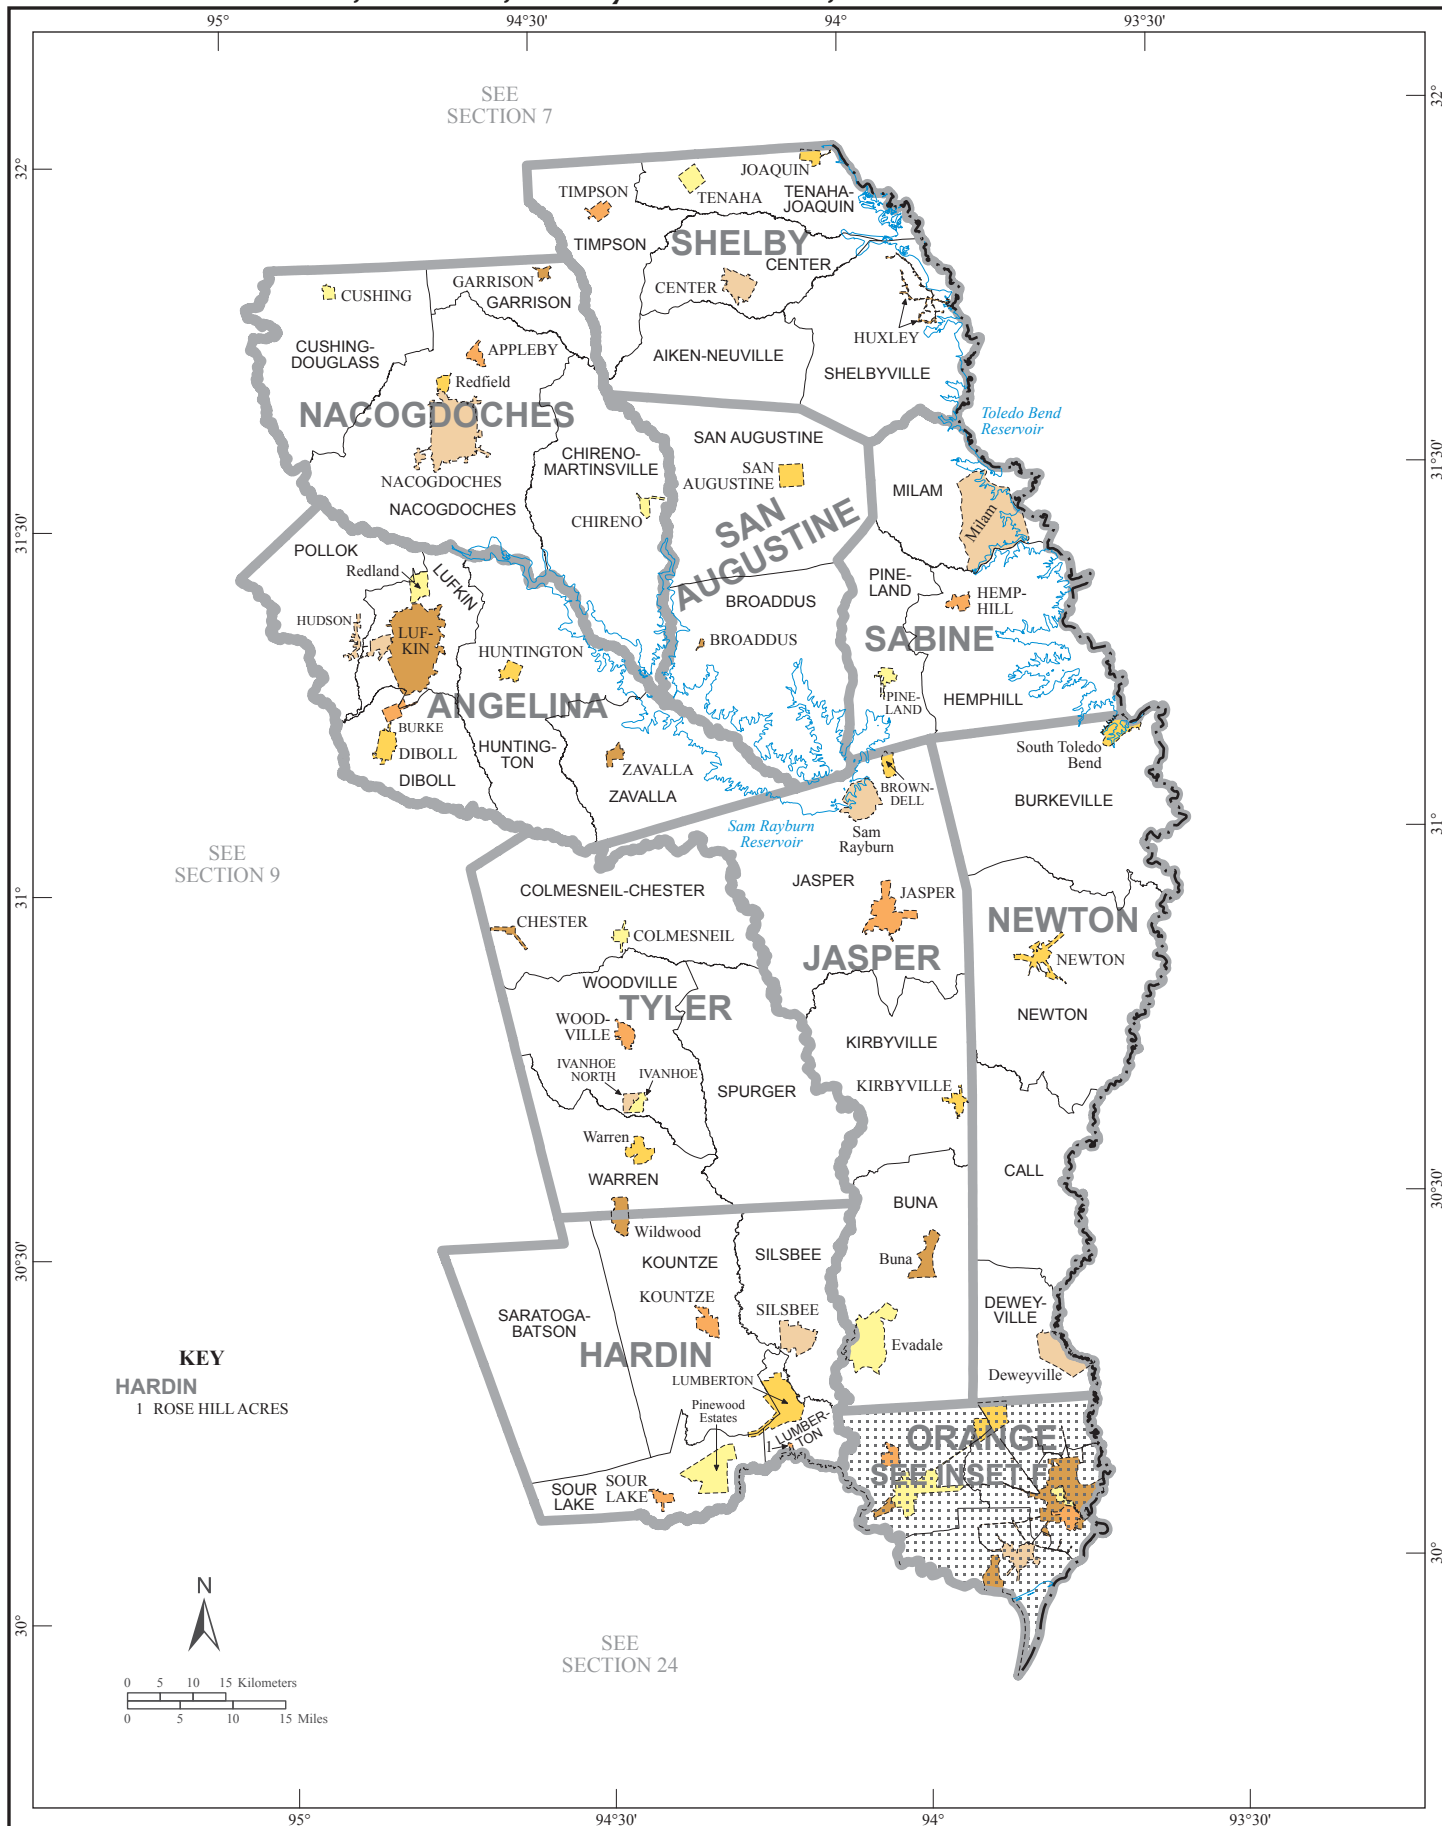 95°
94°30'
94°
93°30'
32°
32°
SEE
SECTION 7
JOAQUIN
TENAHA
TENAHA-
JOAQUIN
TIMPSON
TIMPSON
SHELBY
CENTER
CENTER
GARRISON
GARRISON
CUSHING
HUXLEY
CUSHING-
DOUGLASS
APPLEBY
Redfield
AIKEN-NEUVILLE
SHELBYVILLE
NACOGDOCHES
Toledo Bend
Reservoir
SAN AUGUSTINE
SAN
AUGUSTINE
CHIRENO-
MARTINSVILLE
NACOGDOCHES
NACOGDOCHES
CHIRENO
MILAM
Milam
SAN
AUGUSTINE
31°30'
31°30'
POLLOK
Redland
LUFKIN
HUDSON
LUF-
KIN
PINE-
LAND
HEMP-
HILL
BROADDUS
BROADDUS
SABINE
HUNTINGTON
ANGELINA
PINE-
LAND
HEMPHILL
BURKE
DIBOLL
DIBOLL
HUNTING-
TON
ZAVALLA
ZAVALLA
South Toledo
Bend
BROWN-
DELL
BURKEVILLE
Sam Rayburn
Reservoir
Sam
Rayburn
31°
31°
SEE
SECTION 9
COLMESNEIL-CHESTER
CHESTER
COLMESNEIL
JASPER
JASPER
JASPER
NEWTON
NEWTON
NEWTON
WOODVILLE
TYLER
WOOD-
VILLE
IVANHOE
NORTH
IVANHOE
SPURGER
KIRBYVILLE
KIRBYVILLE
Warren
WARREN
CALL
30°30'
30°30'
Wildwood
BUNA
Buna
KOUNTZE
KOUNTZE
SILSBEE
SILSBEE
SARATOGA-
BATSON
HARDIN
DEWEY-
VILLE
Evadale
Deweyville
KEY
HARDIN
1 ROSE HILL ACRES
LUMBERTON
Pinewood
Estates
LUMBER-
TON
1
ORANGE
SEE INSET F
SOUR
LAKE
SOUR
LAKE
30°
30°
N
SEE
SECTION 24
0 5 10 15 Kilometers
0 5 10 15 Miles
95°
94°30'
94°
93°30'